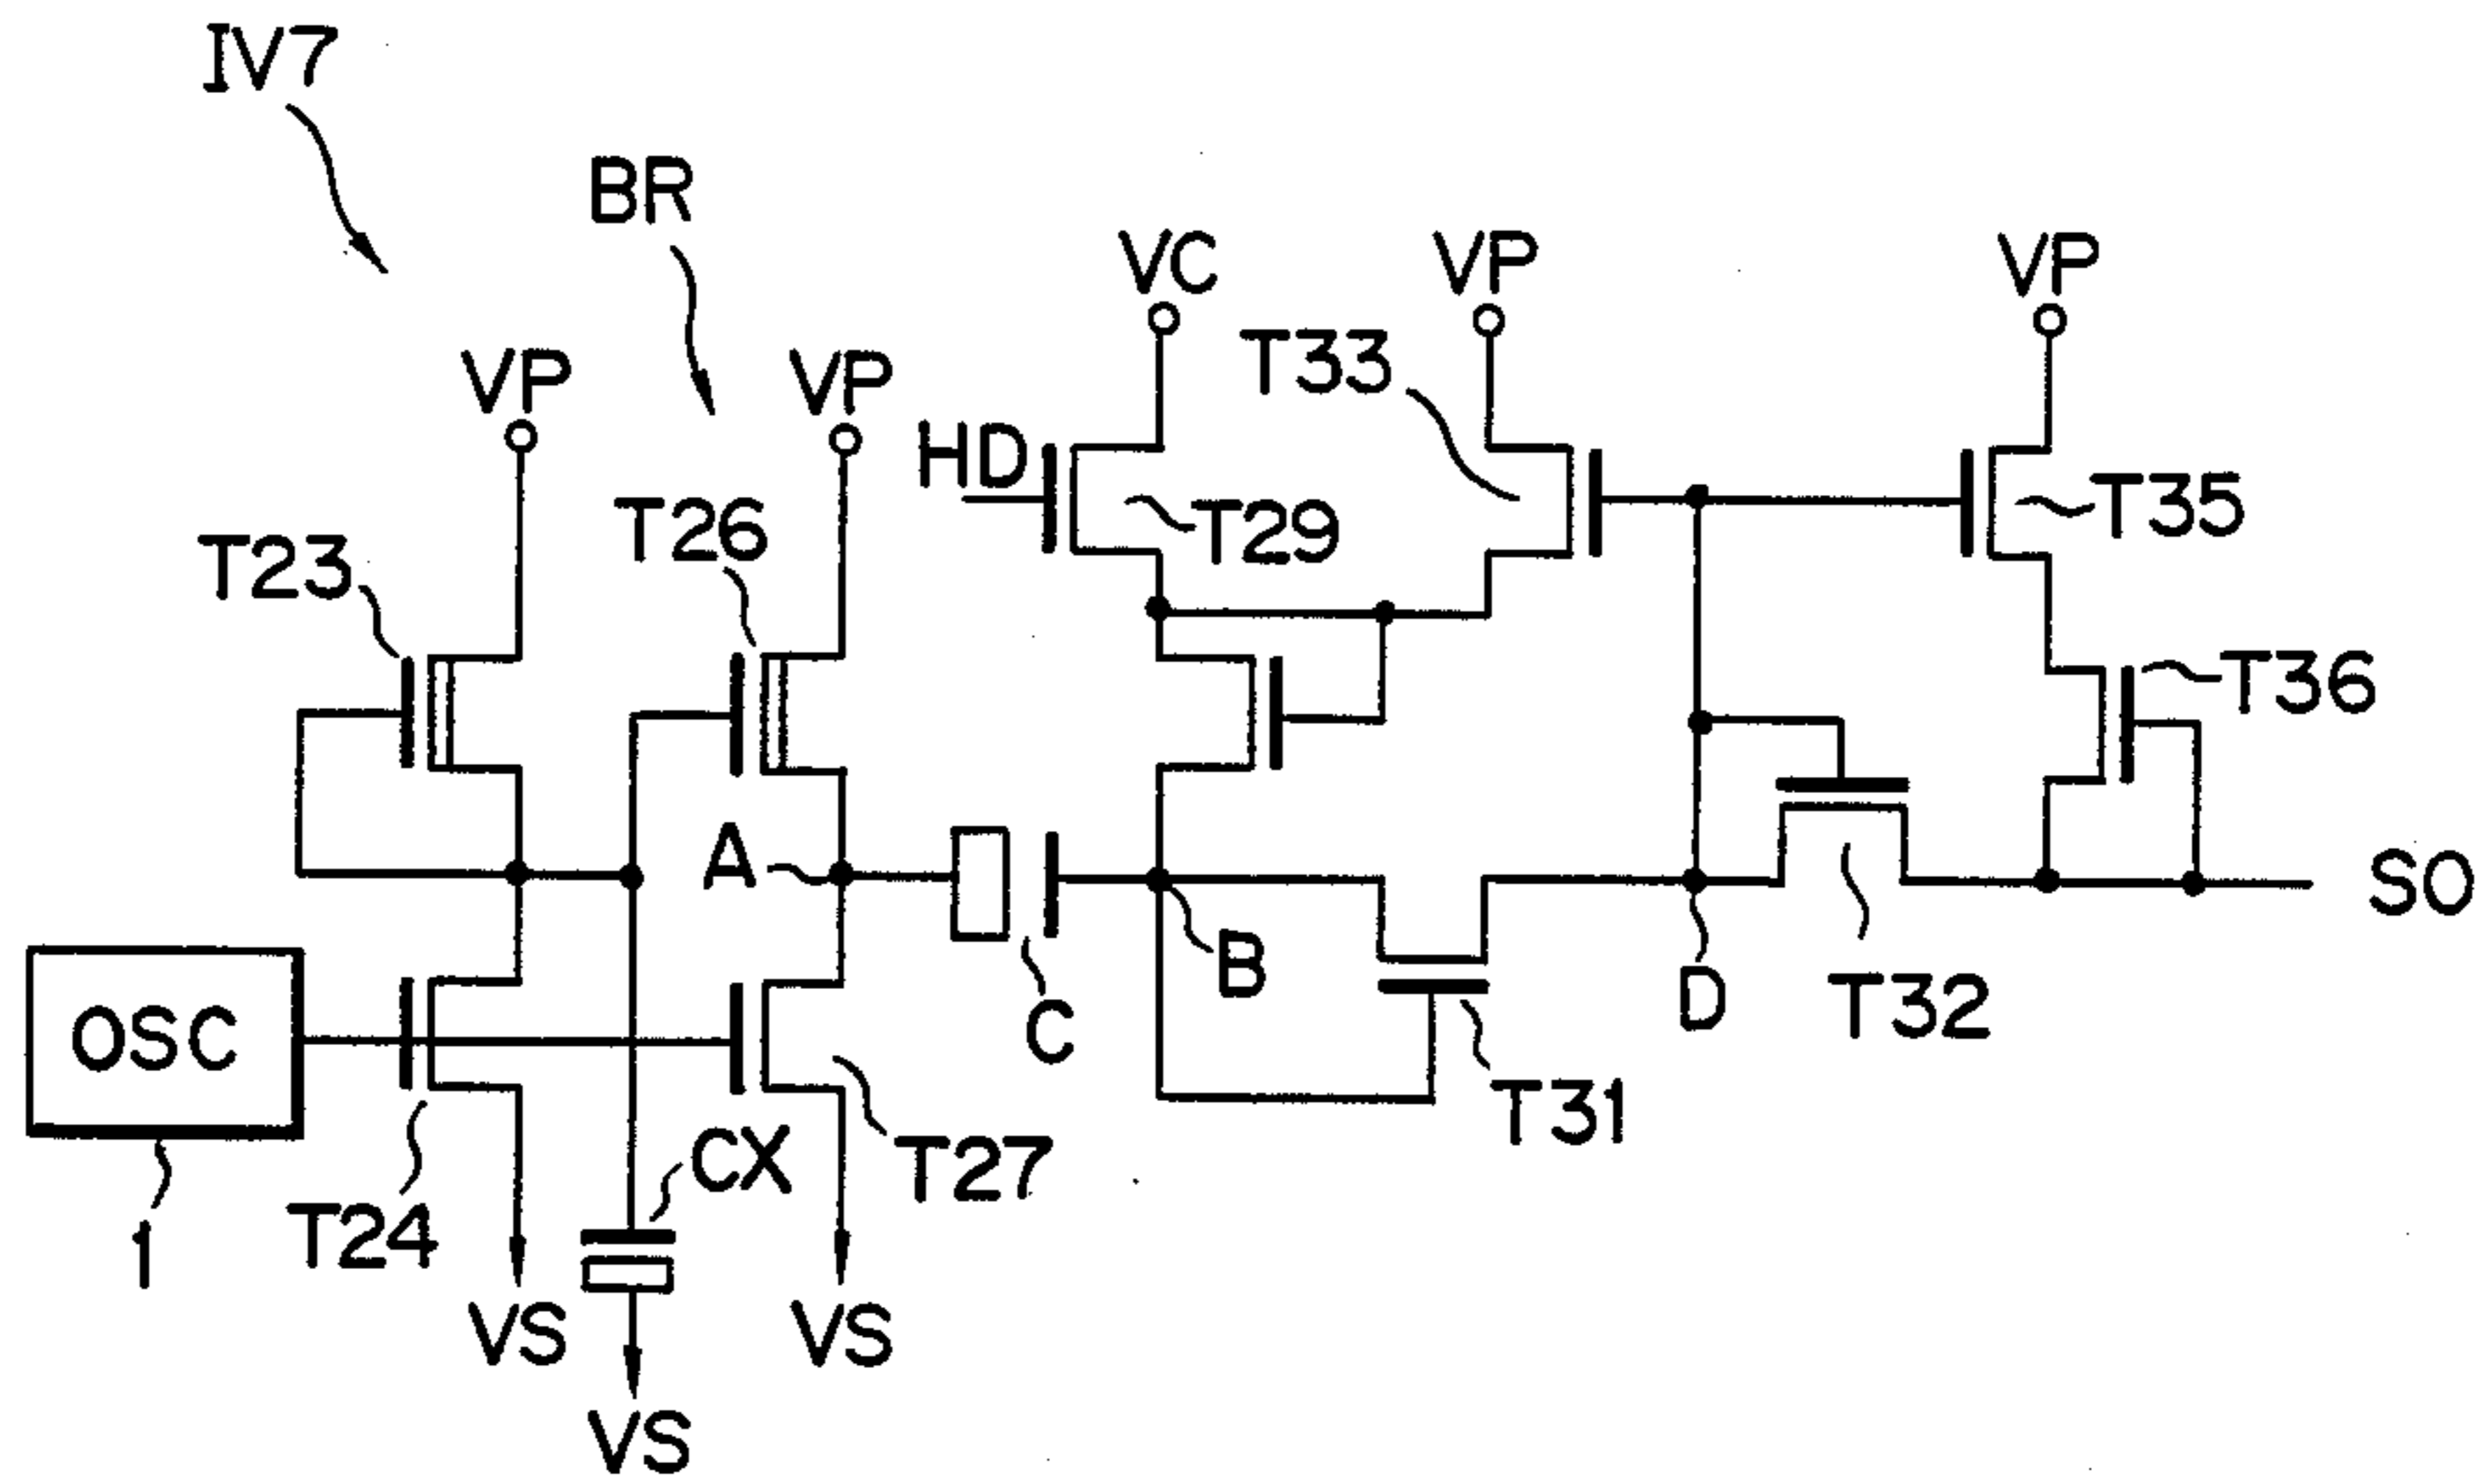 IV7
BR
VC
VP
VP
T33
VP
VP
HD
T26
T29
T35
T23
T36
A
SO
B
OSC
C
D
T32
T31
CX
T27
T24
1
VS
VS
VS